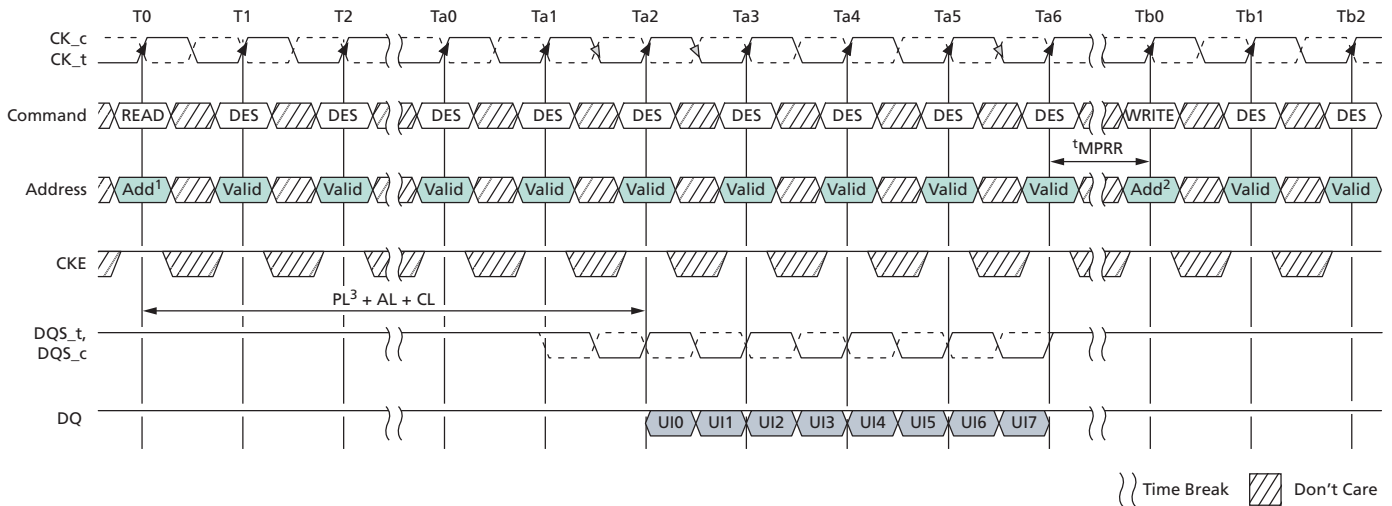 T0 T1 T2 Ta0 Ta1 Ta2 Ta3 Ta4 Ta5 Ta6 Tb0 Tb1 Tb2
CK_c
CK_t
Command READ DES DES DES DES DES DES DES DES DES WRITE DES DES
tMPRR
Address Add1 Valid Valid Valid Valid Valid Valid Valid Valid Valid Add2 Valid Valid
CKE
PL3 + AL + CL
DQS_t,
DQS_c
DQ UI0 UI1 UI2 UI3 UI4 UI5 UI6 UI7
Time Break Don't Care